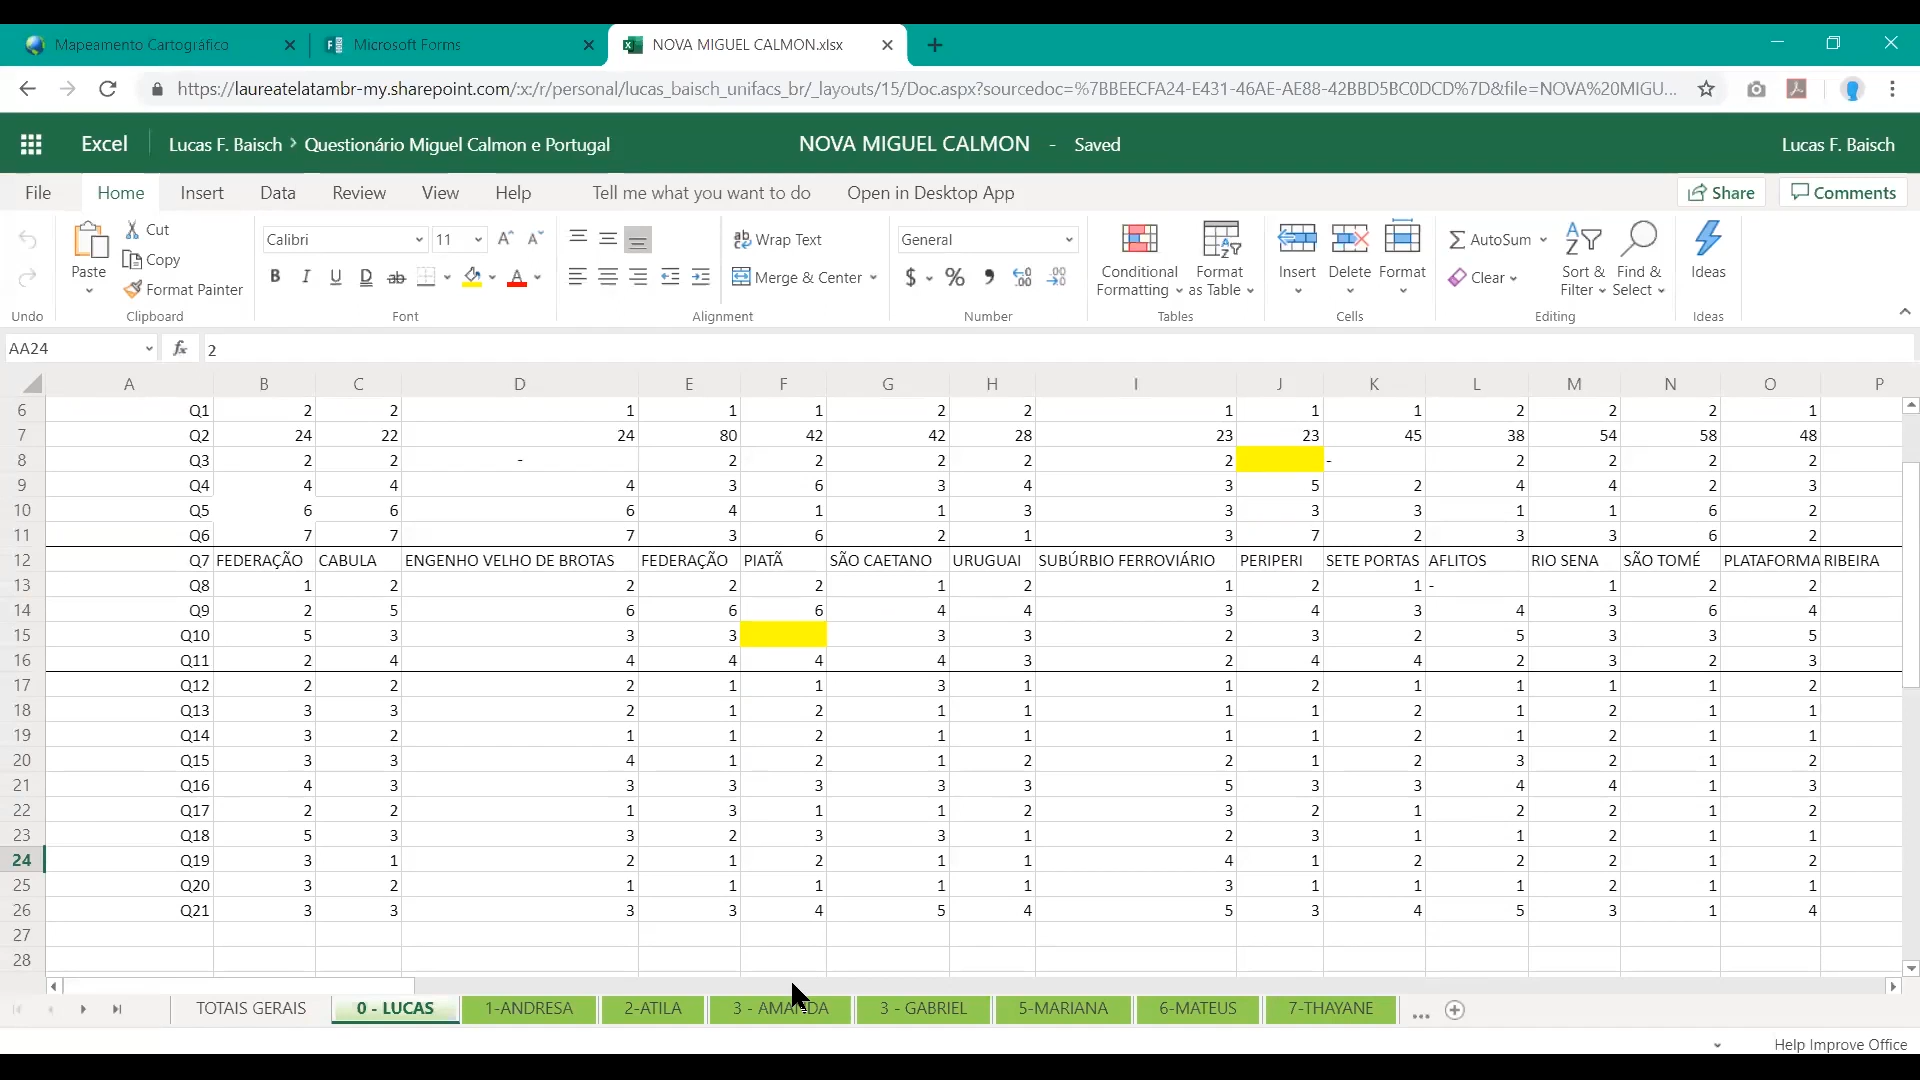 Mapeamento Cartográfico Microsoft Forms NOVA MIGUEL CALMON.xlsx
https://laureatelatambr-my.sharepoint.com/:x:/r/personal/lucas_baisch_unifacs_br/_layouts/15/Doc.aspx?sourcedoc=%7BBEECFA24-E431-46AE-AE88-42BBD5BC0DCD%7D&file=NOVA%20MIGU...
Excel Lucas F. Baisch > Questionário Miguel Calmon e Portugal NOVA MIGUEL CALMON - Saved Lucas F. Baisch
File Home Insert Data Review View Help Tell me what you want to do Open in Desktop App Share Comments
Paste Cut Copy Format Painter Calibri 11 B I U D ab A Wrap Text Merge & Center General $ % AutoSum Clear
Conditional Formatting Format as Table Insert Delete Format Sort & Filter Find & Select Ideas
Undo Clipboard Font Alignment Number Tables Cells Editing Ideas
AA24 fx 2
A B C D E F G H I J K L M N O P
6 Q1 2 2 1 1 1 2 2 1 1 1 2 2 2 1
7 Q2 24 22 24 80 42 42 28 23 23 45 38 54 58 48
8 Q3 2 2 - 2 2 2 2 2 - 2 2 2 2
9 Q4 4 4 4 3 6 3 4 3 5 2 4 4 2 3
10 Q5 6 6 6 4 1 1 3 3 3 3 1 1 6 2
11 Q6 7 7 7 3 6 2 1 3 7 2 3 3 6 2
12 Q7 FEDERAÇÃO CABULA ENGENHO VELHO DE BROTAS FEDERAÇÃO PIATÃ SÃO CAETANO URUGUAI SUBÚRBIO FERROVIÁRIO PERIPERI SETE PORTAS AFLITOS RIO SENA SÃO TOMÉ PLATAFORMA RIBEIRA
13 Q8 1 2 2 2 2 1 2 1 2 1 - 1 2 2
14 Q9 2 5 6 6 6 4 4 3 4 3 4 3 6 4
15 Q10 5 3 3 3 3 3 2 3 2 5 3 3 5
16 Q11 2 4 4 4 4 4 3 2 4 4 2 3 2 3
17 Q12 2 2 2 1 1 3 1 1 2 1 1 1 1 2
18 Q13 3 3 2 1 2 1 1 1 1 2 1 2 1 1
19 Q14 3 2 1 1 2 1 1 1 1 2 1 2 1 1
20 Q15 3 3 4 1 2 1 2 2 1 2 3 2 1 2
21 Q16 4 3 3 3 3 3 3 5 3 3 4 4 1 3
22 Q17 2 2 1 3 1 1 2 3 2 1 2 2 1 2
23 Q18 5 3 3 2 3 3 1 2 3 1 1 2 1 1
24 Q19 3 1 2 1 2 1 1 4 1 2 2 2 1 2
25 Q20 3 2 1 1 1 1 1 3 1 1 1 2 1 1
26 Q21 3 3 3 3 4 5 4 5 3 4 5 3 1 4
27
28
TOTAIS GERAIS 0 - LUCAS 1-ANDRESA 2-ATILA 3 - AMANDA 3 - GABRIEL 5-MARIANA 6-MATEUS 7-THAYANE ...
Help Improve Office